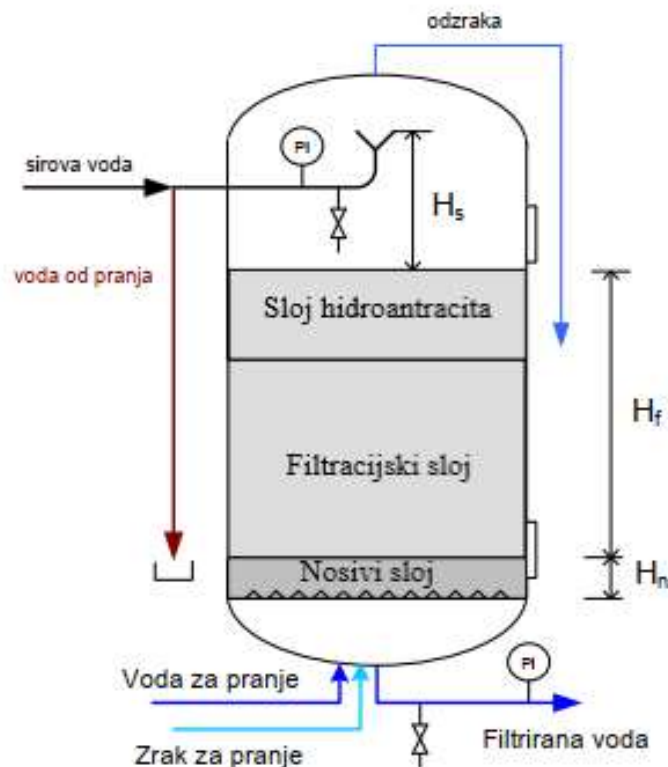 odzraka
PI
sirova voda
Hs
voda od pranja
Sloj hidroantracita
Hf
Filtracijski sloj
Nosivi sloj
Hn
PI
Voda za pranje
Filtrirana voda
Zrak za pranje